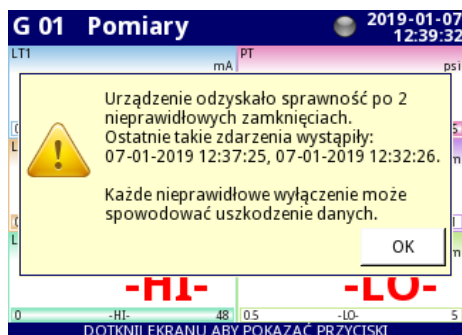 G 01 Pomiary
2019-01-07
12:39:32
LT1
mA
PT
psi
Urządzenie odzyskało sprawność po 2
nieprawidłowych zamknięciach.
Ostatnie takie zdarzenia wystąpiły:
07-01-2019 12:37:25, 07-01-2019 12:32:26.
Każde nieprawidłowe wyłączenie może
spowodować uszkodzenie danych.
OK
-HI-
-LO-
0
-HI-
48
0.5
-LO-
5
DOTKNIJ EKRANU ABY POKAZAĆ PRZYCISKI